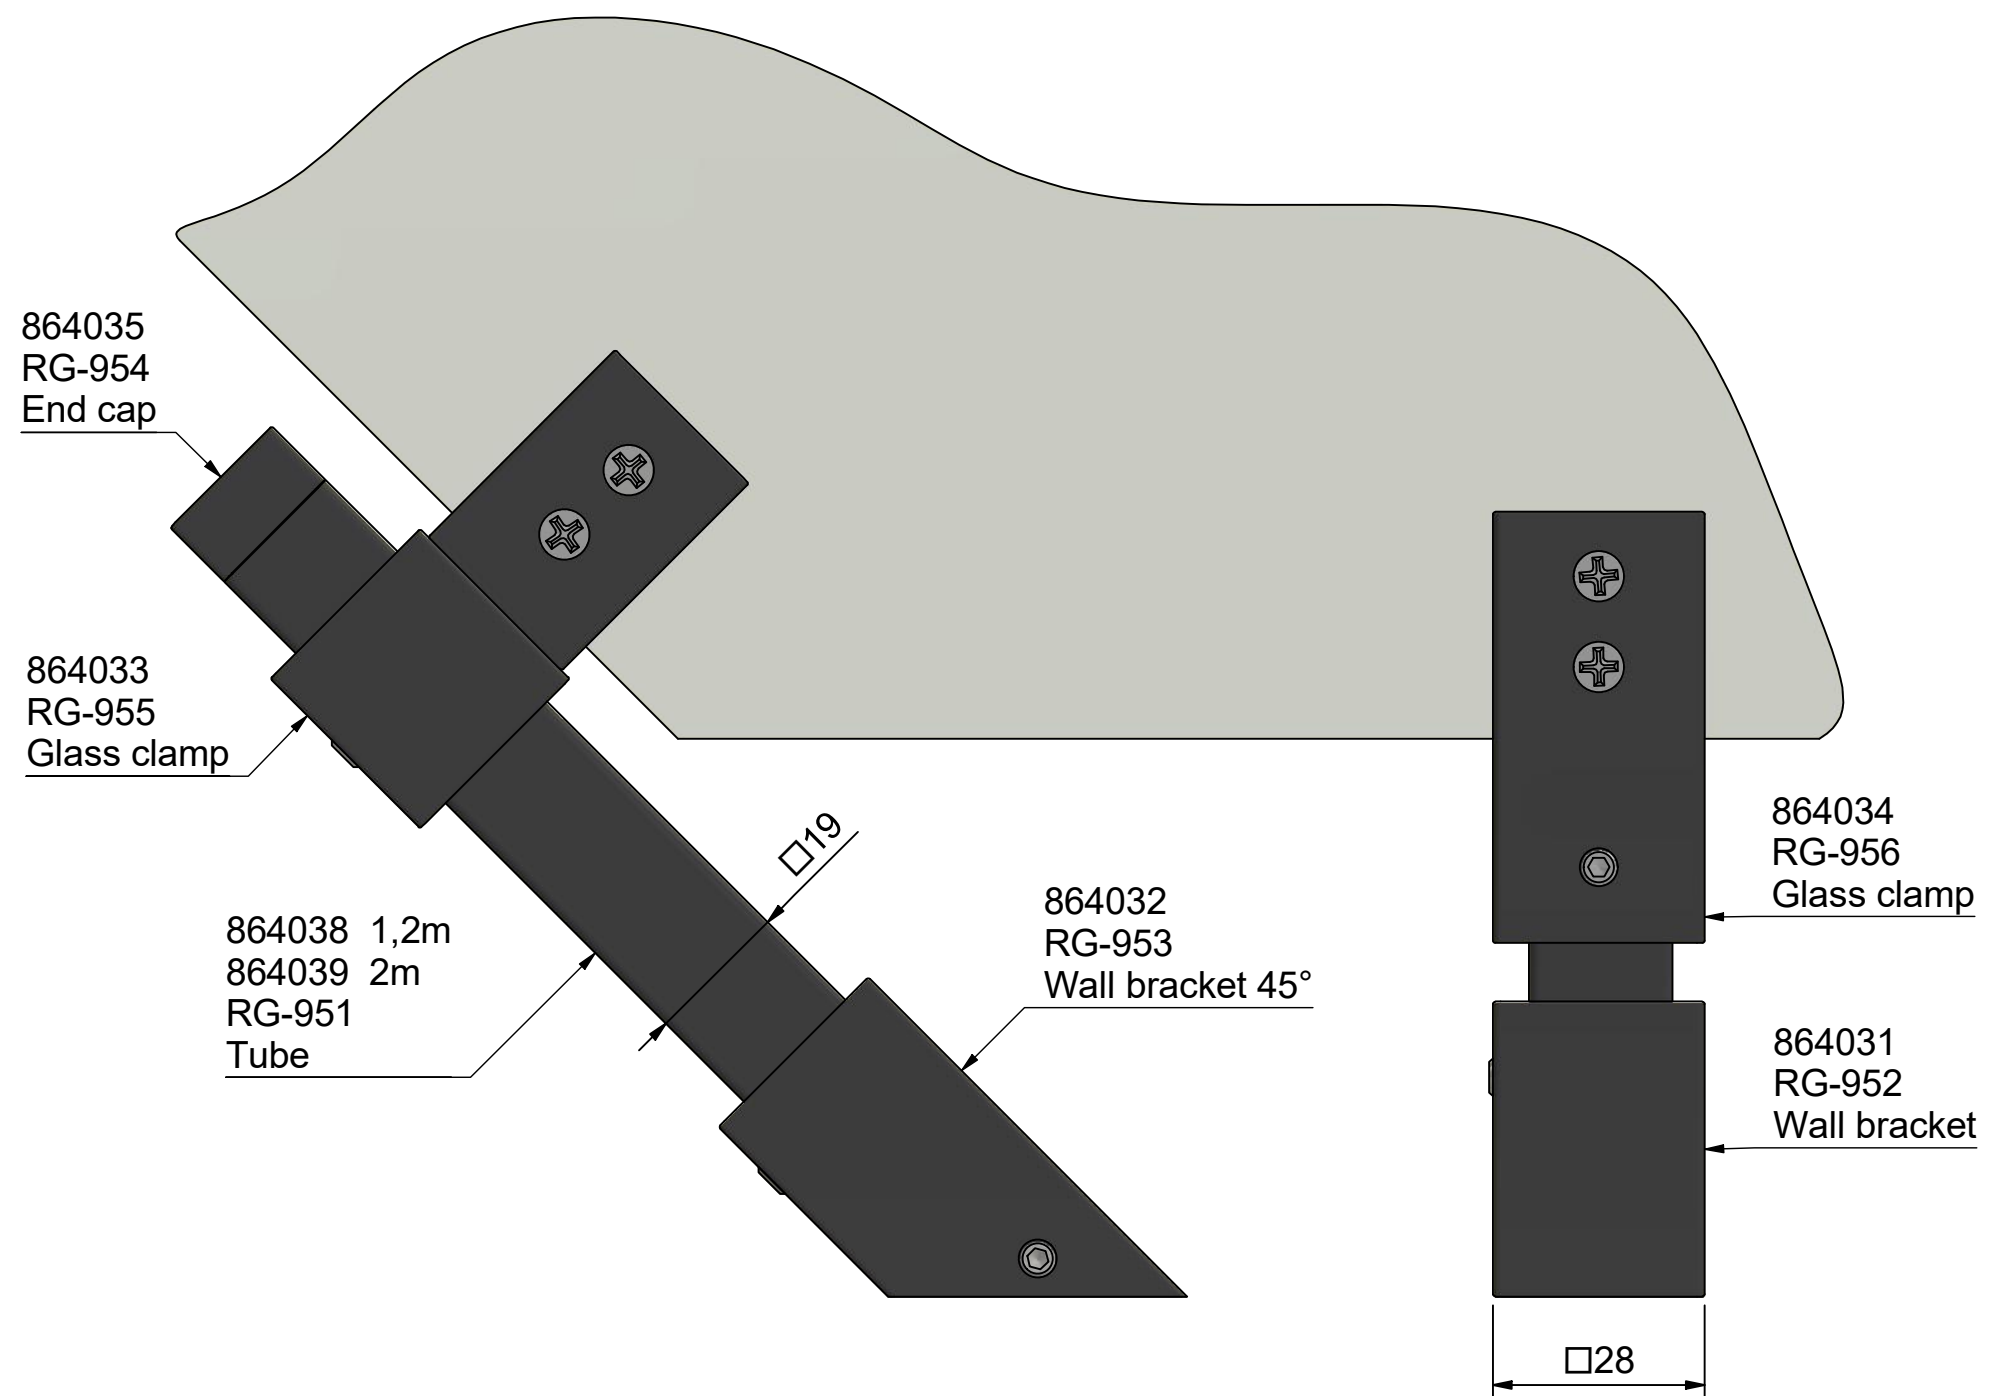 864035
RG-954
End cap
864033
RG-955
Glass clamp
□19
864038 1,2m
864039 2m
RG-951
Tube
864032
RG-953
Wall bracket 45°
864034
RG-956
Glass clamp
864031
RG-952
Wall bracket
□28